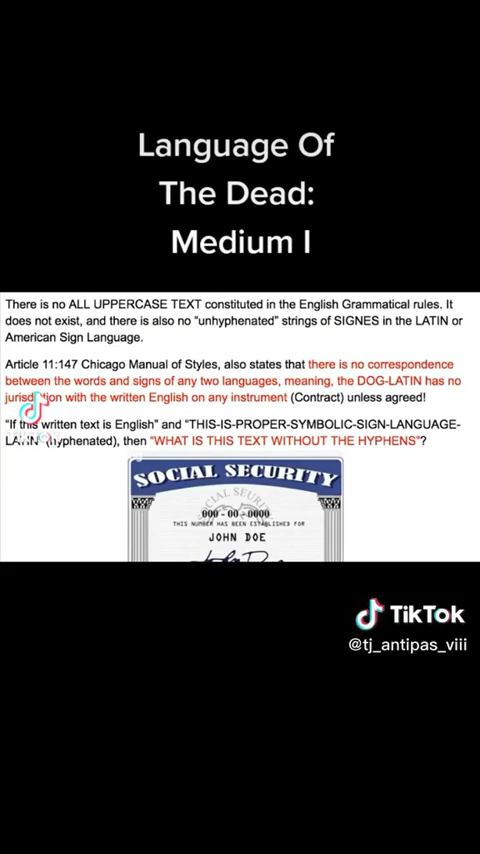 Language Of
The Dead:
Medium I
There is no ALL UPPERCASE TEXT constituted in the English Grammatical rules. It
does not exist, and there is also no "unhyphenated" strings of SIGNES in the LATIN or
American Sign Language.
Article 11:147 Chicago Manual of Styles, also states that there is no correspondence
between the words and signs of any two languages, meaning, the DOG-LATIN has no
jurisdiction with the written English on any instrument (Contract) unless agreed!
"If this written text is English" and "THIS-IS-PROPER-SYMBOLIC-SIGN-LANGUAGE-
LATIN" (hyphenated), then "WHAT IS THIS TEXT WITHOUT THE HYPHENS"?
SOCIAL SECURITY
000-00-0000
THIS NUMBER HAS BEEN ESTABLISHED FOR
JOHN DOE
TikTok
@tj_antipas_viii